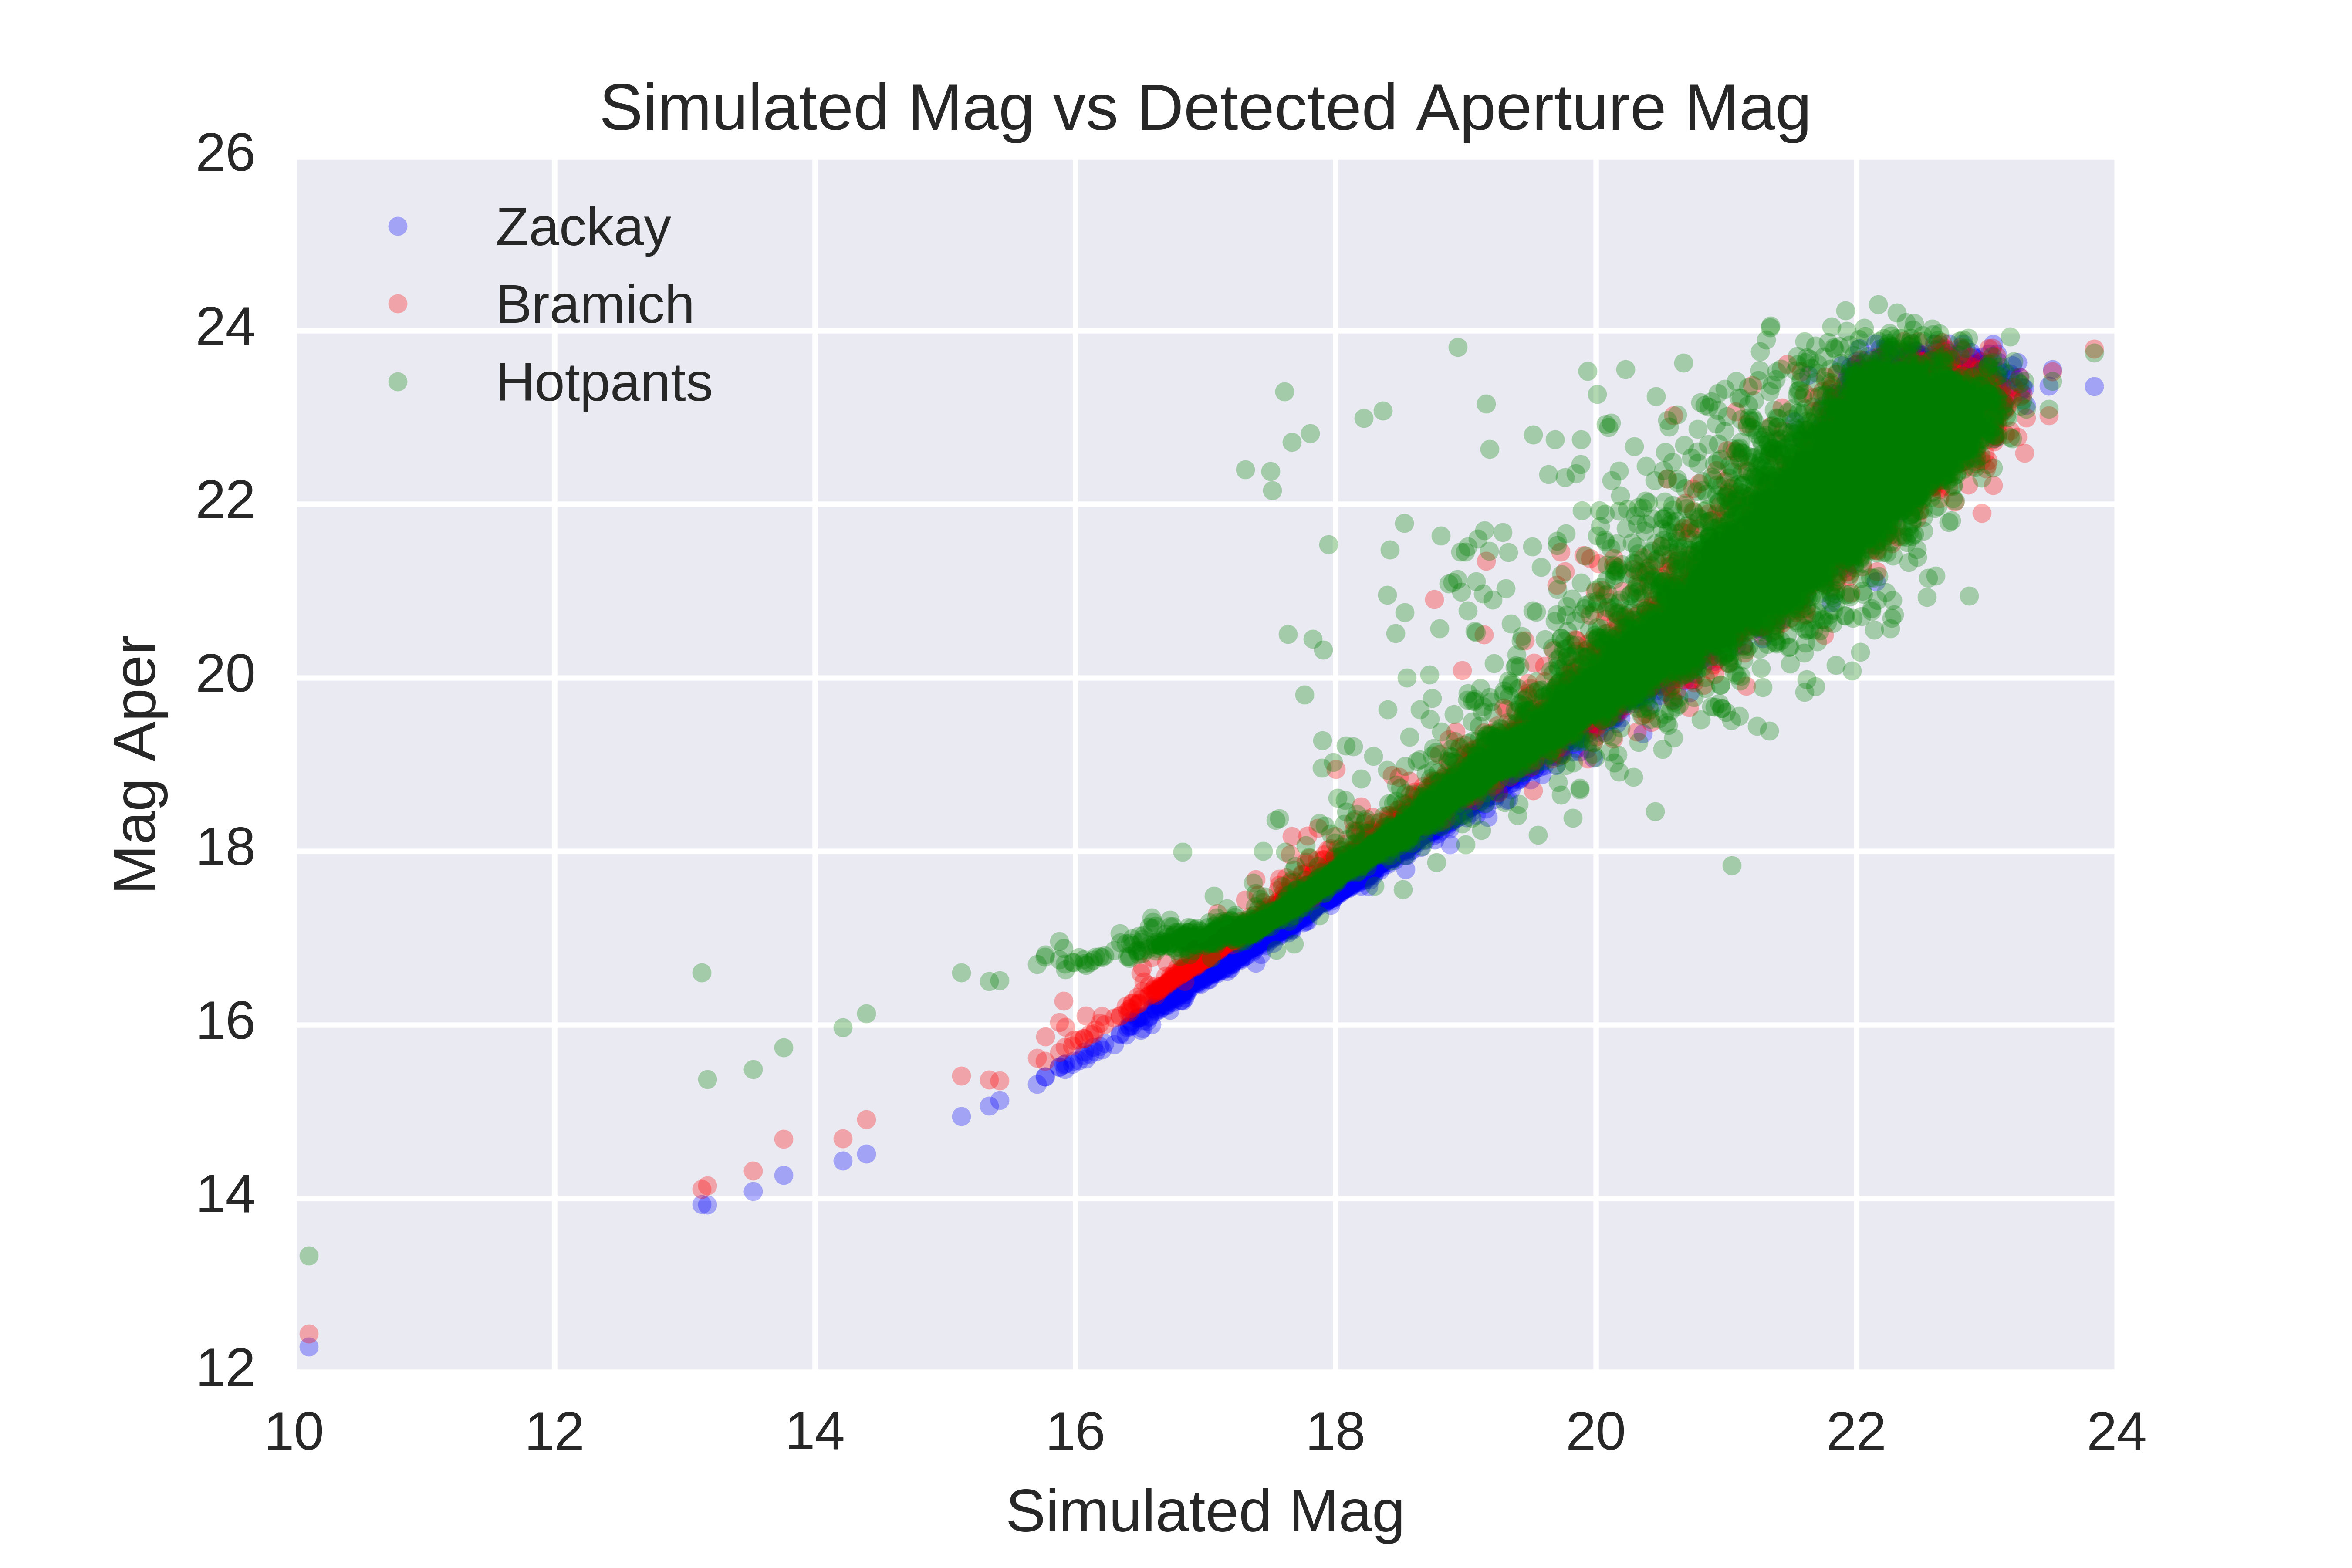 Simulated Mag vs Detected Aperture Mag
26
24
22
20
18
16
14
12
Mag Aper
Zackay
Bramich
Hotpants
10 12 14 16 18 20 22 24
Simulated Mag